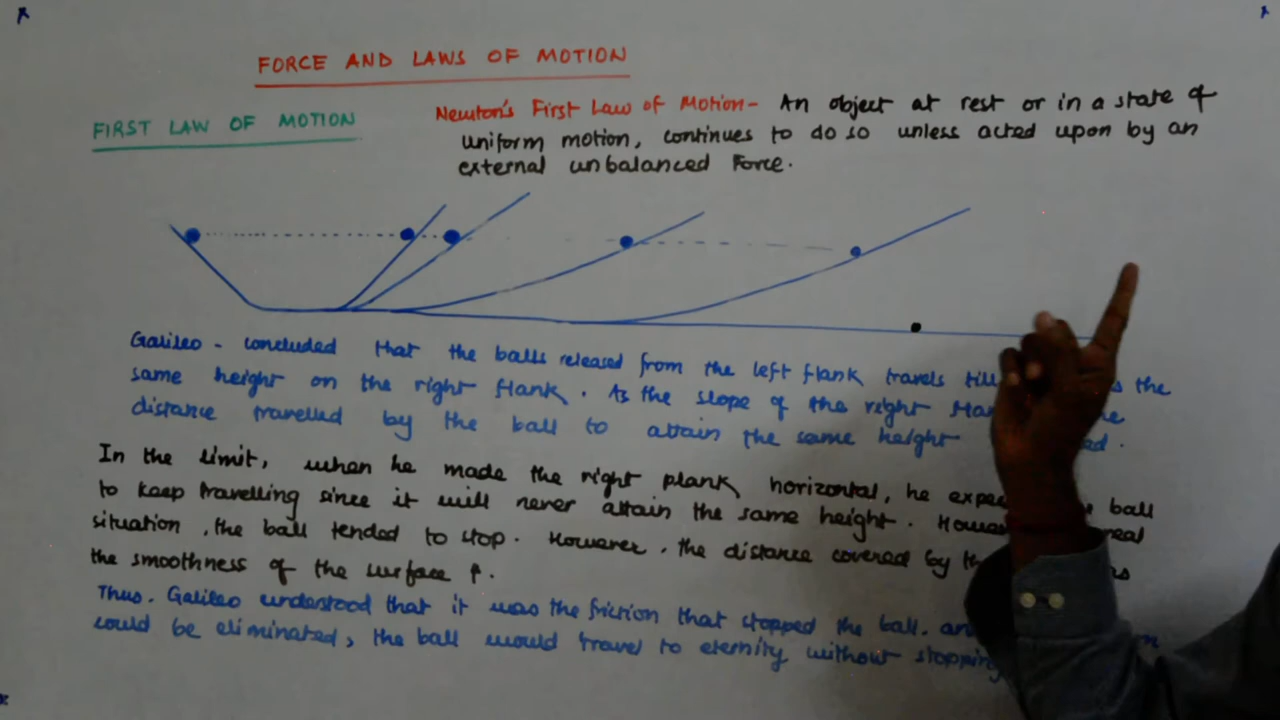 FORCE AND LAWS OF MOTION
FIRST LAW OF MOTION
Newton's First Law of Motion- An object at rest or in a state of
uniform motion, continues to do so unless acted upon by an
external unbalanced Force.
Galileo - concluded that the balls released from the left flank travels till the
same height on the right flank. As the slope of the right
distance travelled by the ball to attain the same height
In the limit, when he made the right plank horizontal, he ball
to keep travelling since it will never attain the same height. real
situation, the ball tended to stop. However, the distance covered by
the smoothness of the surface ↑.
Thus, Galileo understood that it was the friction that stopped the ball, and
could be eliminated, the ball would travel to eternity without stopping